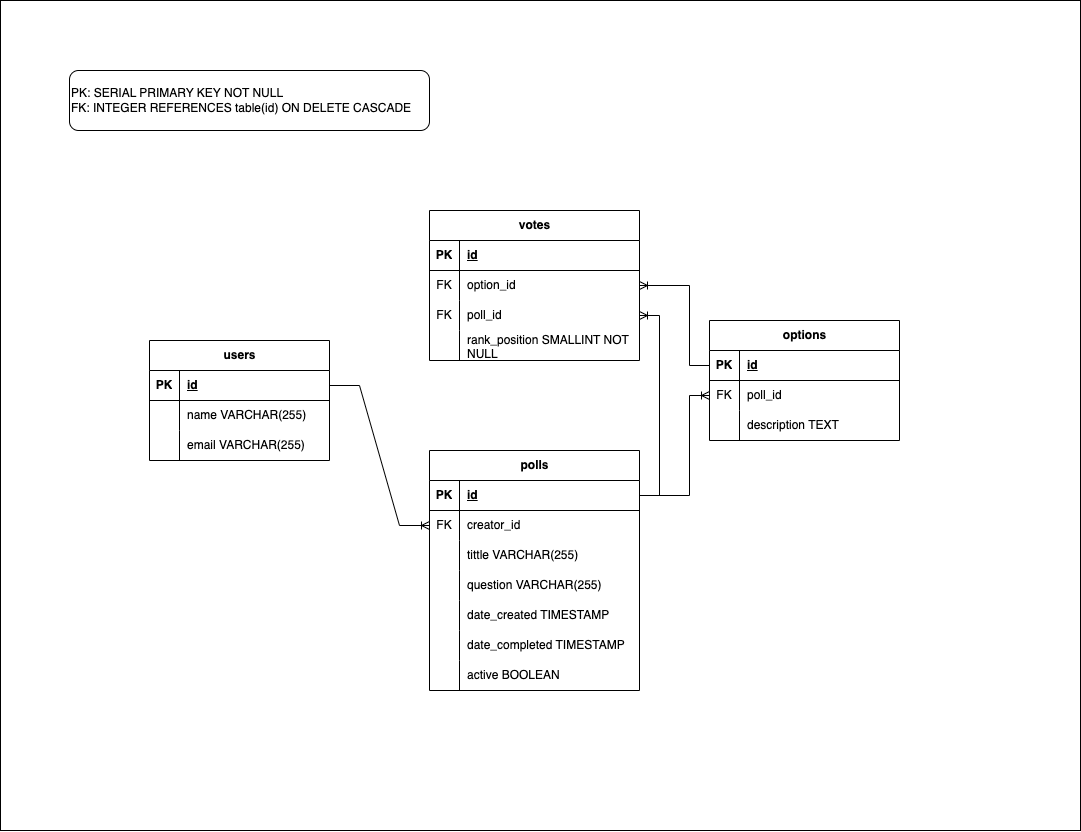 PK: SERIAL PRIMARY KEY NOT NULL
FK: INTEGER REFERENCES table(id) ON DELETE CASCADE
votes
PK id
FK option_id
FK poll_id
rank_position SMALLINT NOT
NULL
options
PK id
FK poll_id
description TEXT
users
PK id
name VARCHAR(255)
email VARCHAR(255)
polls
PK id
FK creator_id
tittle VARCHAR(255)
question VARCHAR(255)
date_created TIMESTAMP
date_completed TIMESTAMP
active BOOLEAN